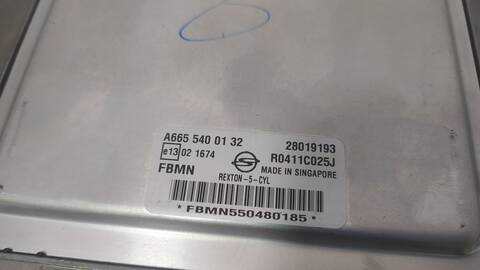 A665 540 01 32
28019193
e13 02 1674
R0411C025J
MADE IN SINGAPORE
FBMN
REXTON-5-CYL
*FBMN550480185*